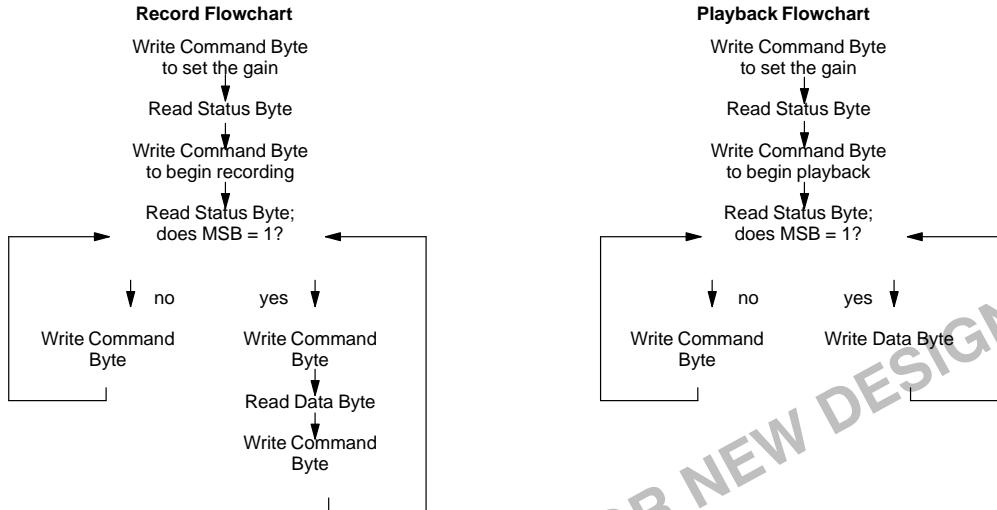 Record Flowchart
Write Command Byte
to set the gain
Read Status Byte
Write Command Byte
to begin recording
Read Status Byte;
does MSB = 1?
no
yes
Write Command
Byte
Write Command
Byte
Read Data Byte
Write Command
Byte
Playback Flowchart
Write Command Byte
to set the gain
Read Status Byte
Write Command Byte
to begin playback
Read Status Byte;
does MSB = 1?
no
yes
Write Command
Byte
Write Data Byte
NEW DESIGN